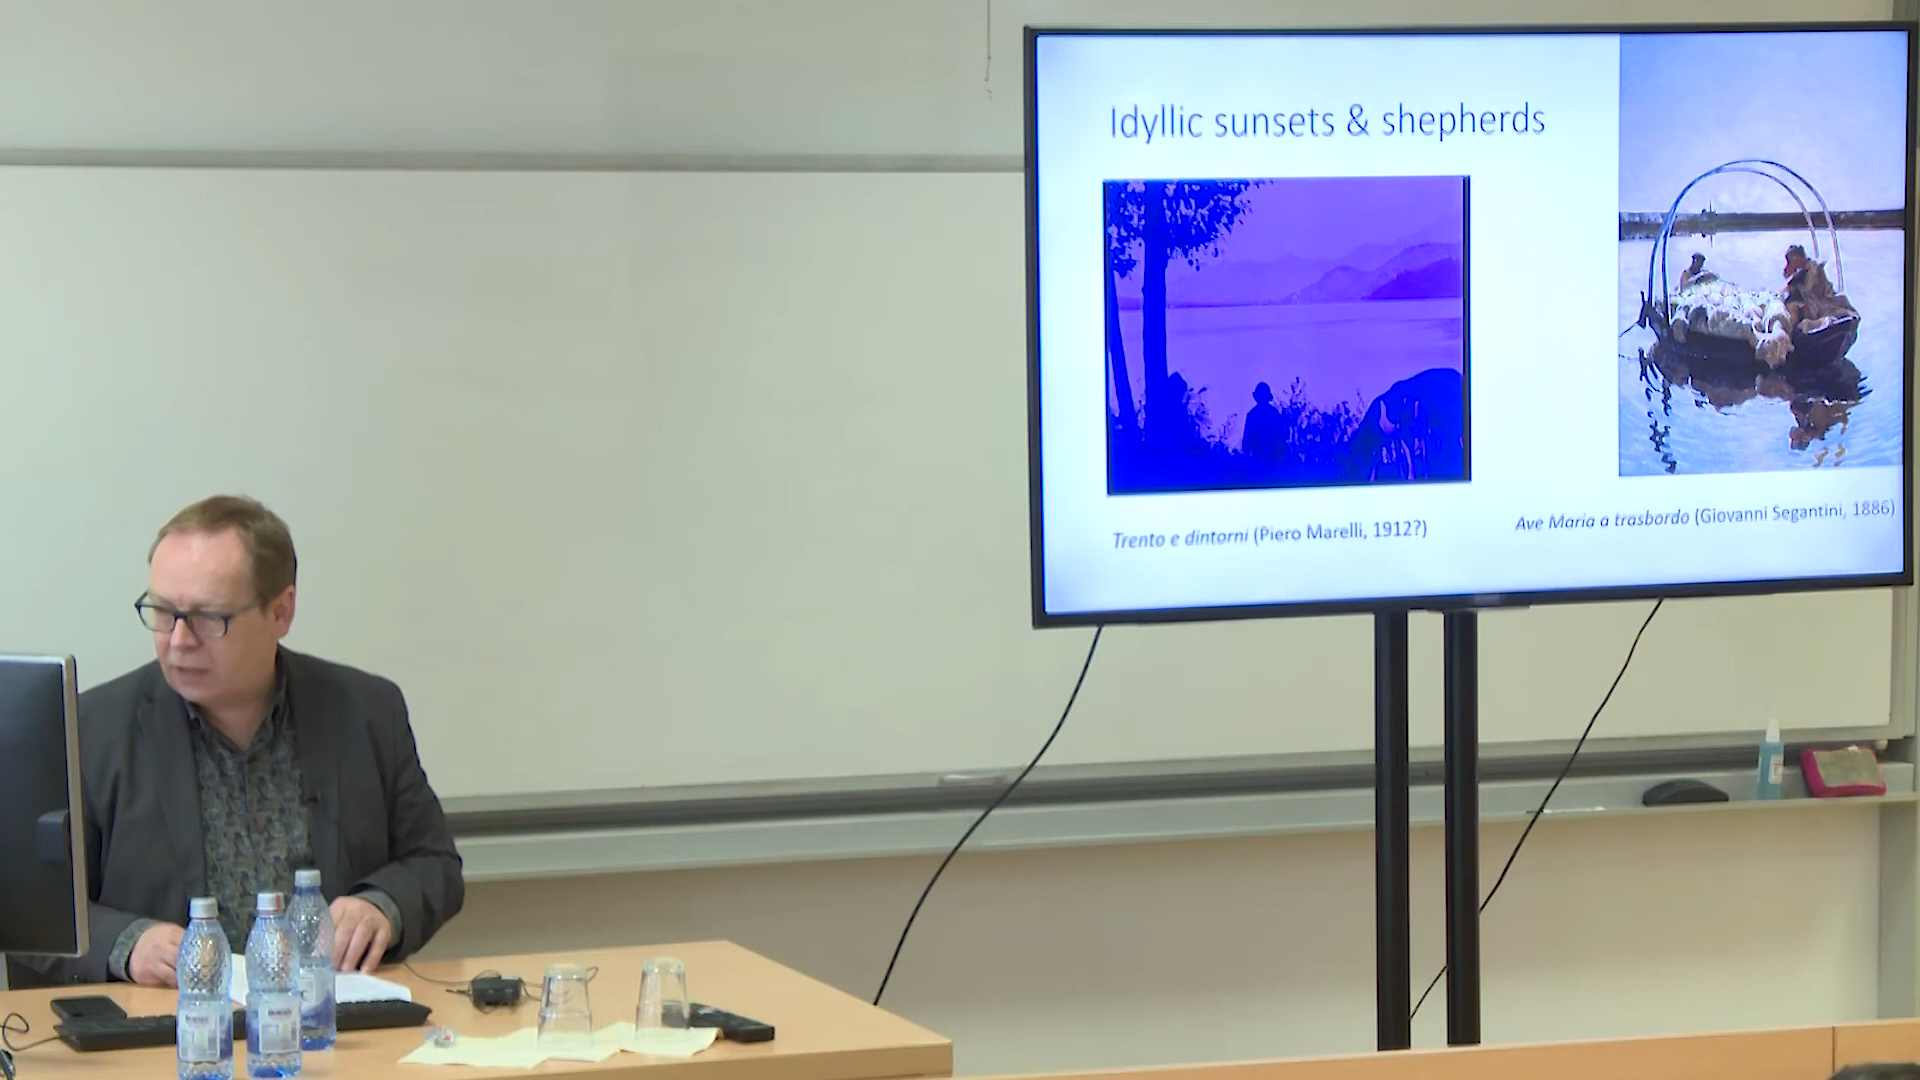 Idyllic sunsets & shepherds
Trento e dintorni (Piero Marelli, 1912?)
Ave Maria a trasbordo (Giovanni Segantini, 1886)